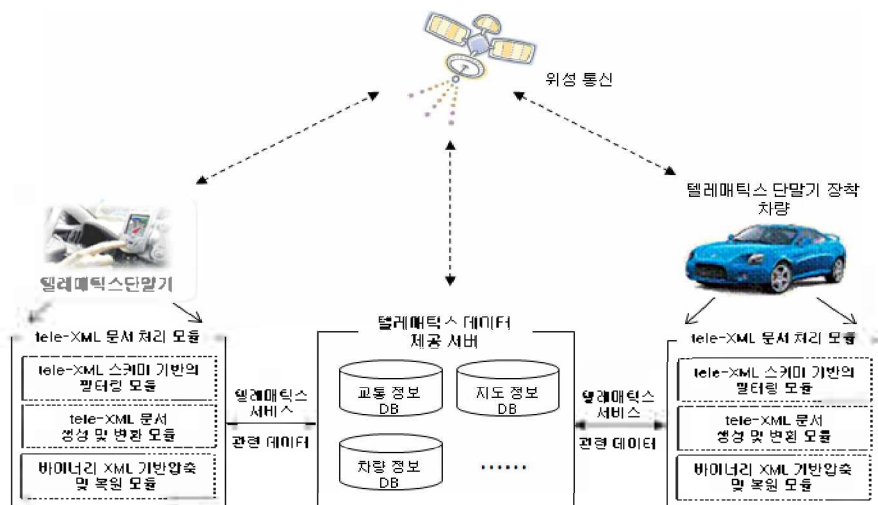 위성 통신
텔레매틱스 단말기 장착
차량
텔레매틱스단말기
tele-XML 문서 처리 모듈
tele-XML 스키마 기반의
필터링 모듈
tele-XML 문서
생성 및 변환 모듈
바이너리 XML 기반압축
및 복원 모듈
텔레매틱스
서비스
관련 데이터
텔레매틱스 데이터
제공 서버
교통 정보
DB
지도 정보
DB
차량 정보
DB
......
텔레매틱스
서비스
관련 데이터
tele-XML 문서 처리 모듈
tele-XML 스키마 기반의
필터링 모듈
tele-XML 문서
생성 및 변환 모듈
바이너리 XML 기반압축
및 복원 모듈